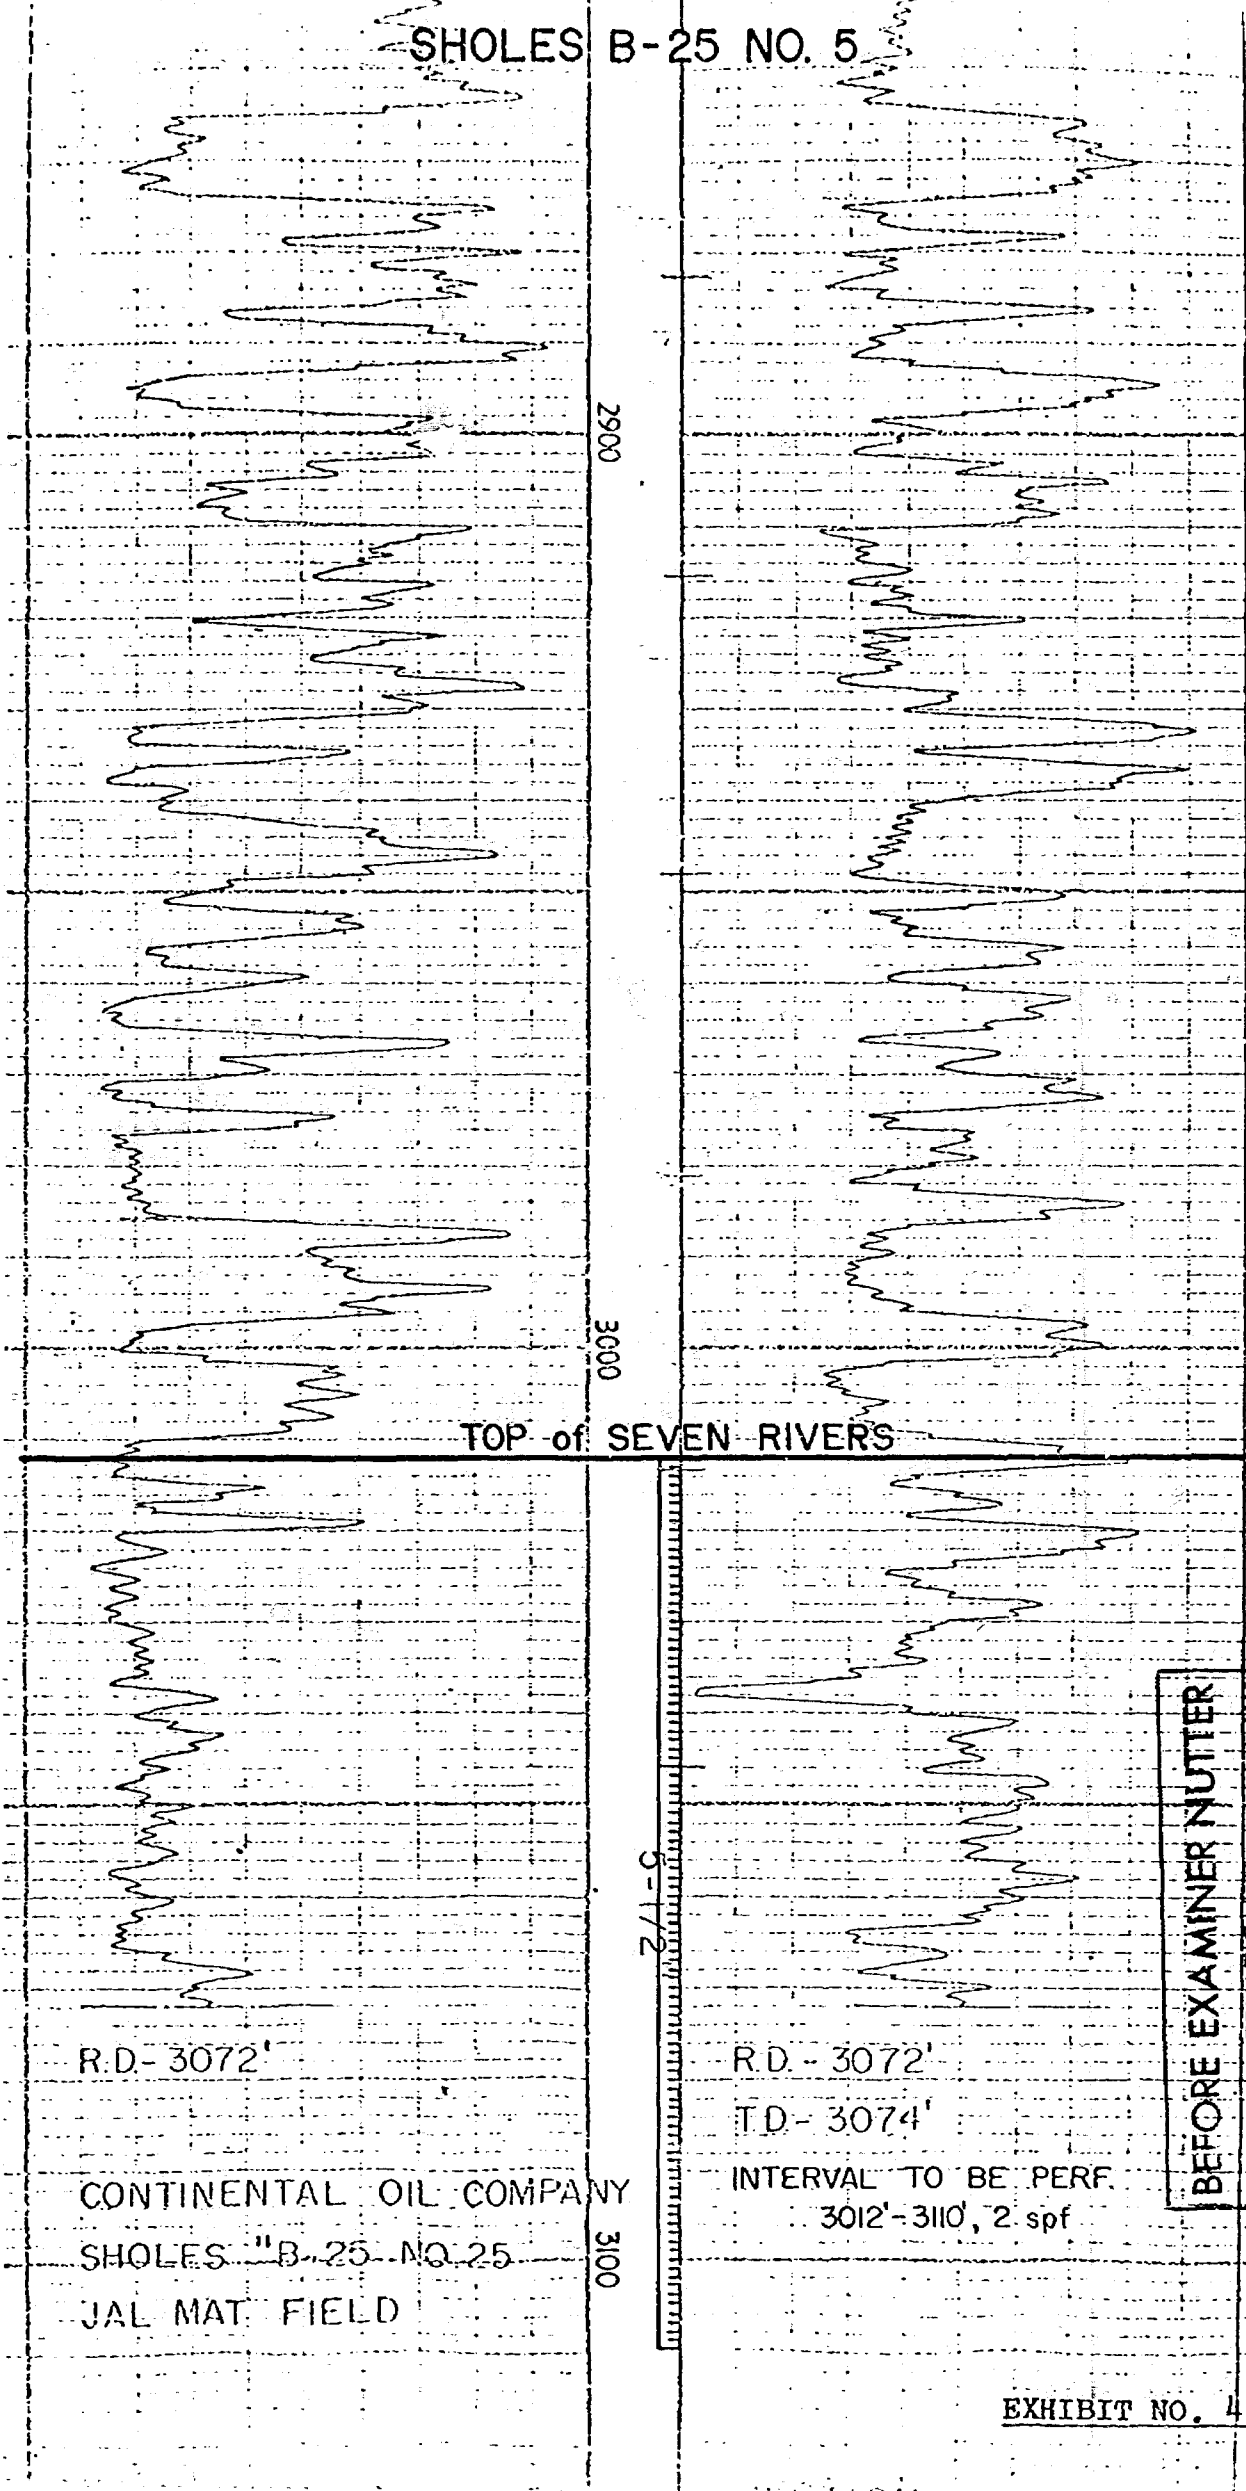 SHOLES B-25 NO. 5
2900
3000
TOP of SEVEN RIVERS
5-1/2
BEFORE EXAMINER NUTTER
R.D.- 3072'
R.D.- 3072'
T.D.- 3074'
CONTINENTAL OIL COMPANY
SHOLES "B-25 NO.25
JAL MAT FIELD
INTERVAL TO BE PERF.
3012'-3110', 2 spf
3100
EXHIBIT NO. 4